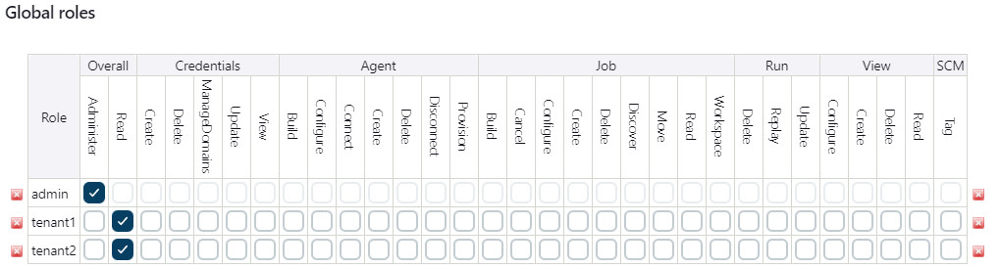 Global roles
Overall Credentials Agent Job Run View SCM
Role Administer Read Create Delete ManageDomains Update View Build Configure Connect Create Delete Disconnect Provision Build Cancel Configure Create Delete Discover Move Read Workspace Delete Replay Update Configure Create Delete Read Tag
admin
tenant1
tenant2